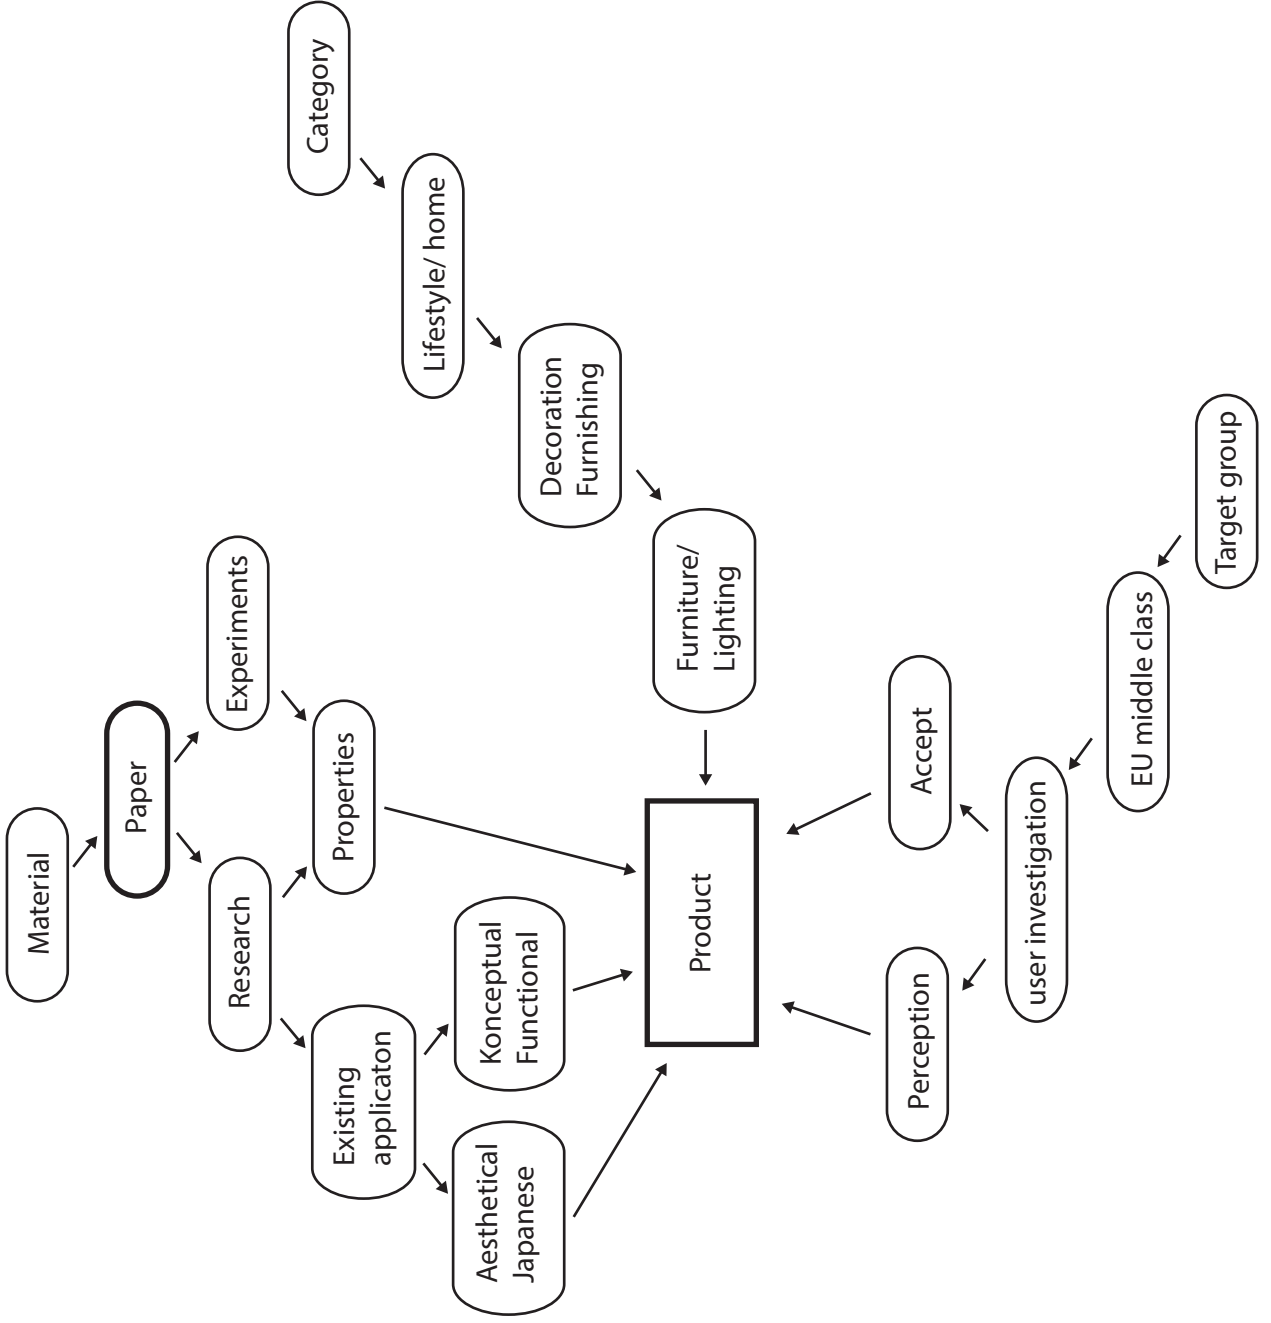 Material
Paper
Research
Experiments
Existing
applicaton
Properties
Aesthetical
Japanese
Konceptual
Functional
Product
Furniture/
Lighting
Decoration
Furnishing
Lifestyle/ home
Category
Perception
Accept
user investigation
EU middle class
Target group